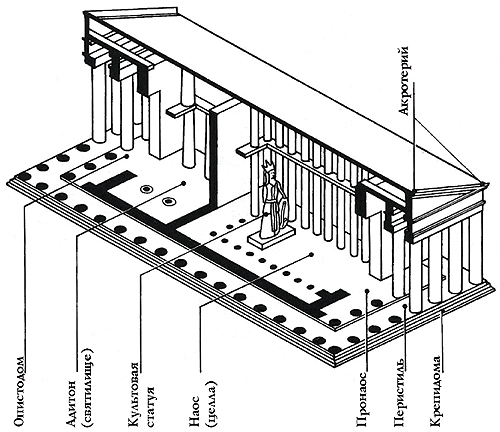 Опистодом
Адитон
(святилище)
Культовая
статуя
Наос
(целла)
Пронаос
Перистиль
Крепидома
Акротерий